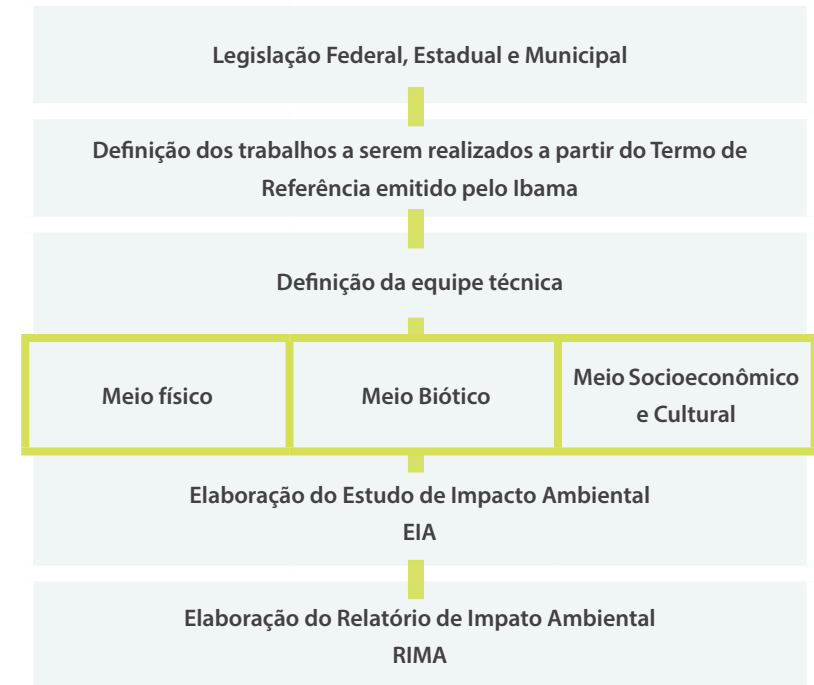 Legislação Federal, Estadual e Municipal
Definição dos trabalhos a serem realizados a partir do Termo de
Referência emitido pelo Ibama
Definição da equipe técnica
Meio físico
Meio Biótico
Meio Socioeconômico
e Cultural
Elaboração do Estudo de Impacto Ambiental
EIA
Elaboração do Relatório de Impato Ambiental
RIMA